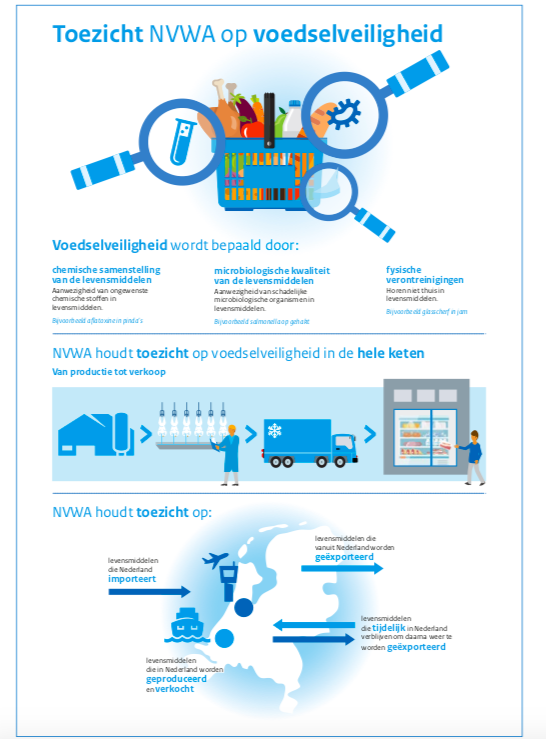 Toezicht NVWA op voedselveiligheid
Voedselveiligheid wordt bepaald door:
chemische samenstelling
van de levensmiddelen
Aanwezigheid van ongewenste
chemische stoffen in
levensmiddelen.
Bijvoorbeeld aflatoxine in pinda's
microbiologische kwaliteit
van de levensmiddelen
Aanwezigheid van schadelijke
microbiologische organismen in
levensmiddelen.
Bijvoorbeeld salmonella op gehakt
fysische
verontreinigingen
Horen niet thuis in
levensmiddelen.
Bijvoorbeeld glasscherf in jam
NVWA houdt toezicht op voedselveiligheid in de hele keten
Van productie tot verkoop
NVWA houdt toezicht op:
levensmiddelen die
vanuit Nederland worden
geëxporteerd
levensmiddelen
die Nederland
importeert
levensmiddelen
die tijdelijk in Nederland
verblijven om daarna weer te
worden geëxporteerd
levensmiddelen
die in Nederland worden
geproduceerd
en verkocht